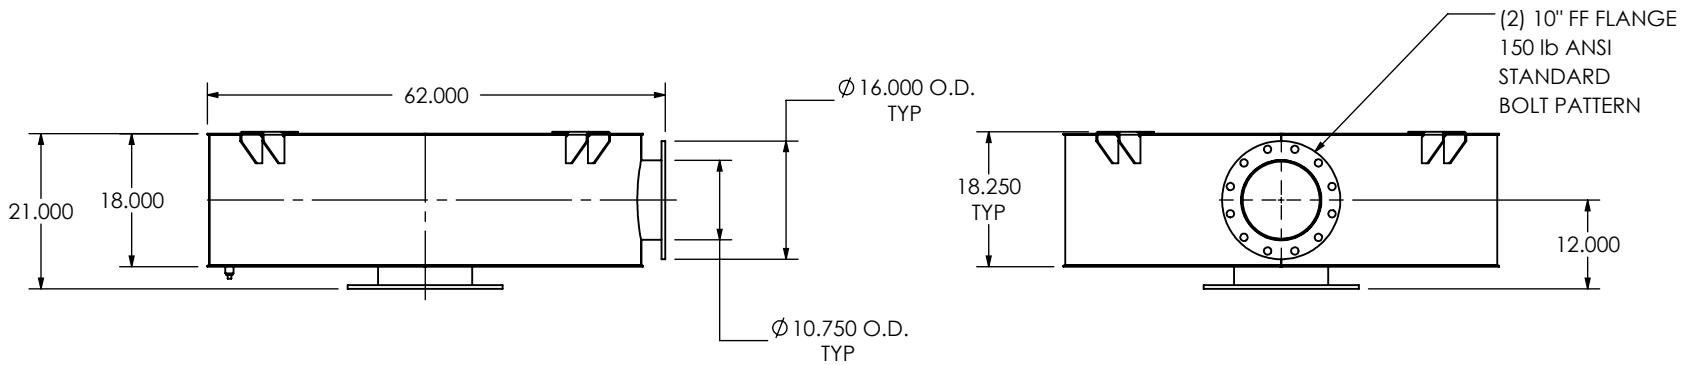 (2) 10" FF FLANGE
150 lb ANSI
STANDARD
BOLT PATTERN
62.000
Ø 16.000 O.D.
TYP
21.000
18.000
18.250
TYP
12.000
Ø 10.750 O.D.
TYP